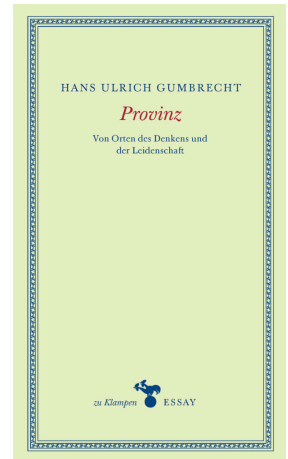 HANS ULRICH GUMBRECHT
Provinz
Von Orten des Denkens und
der Leidenschaft
zu Klampen ESSAY